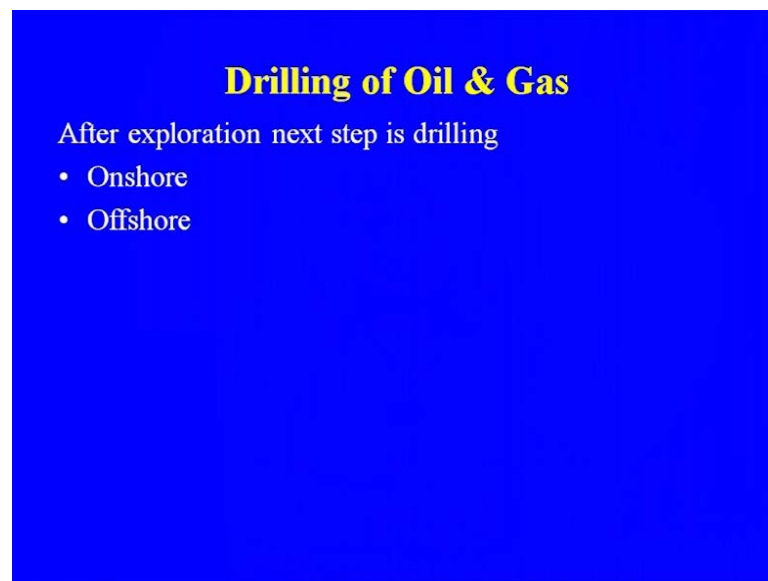 Drilling of Oil & Gas
After exploration next step is drilling
• Onshore
• Offshore